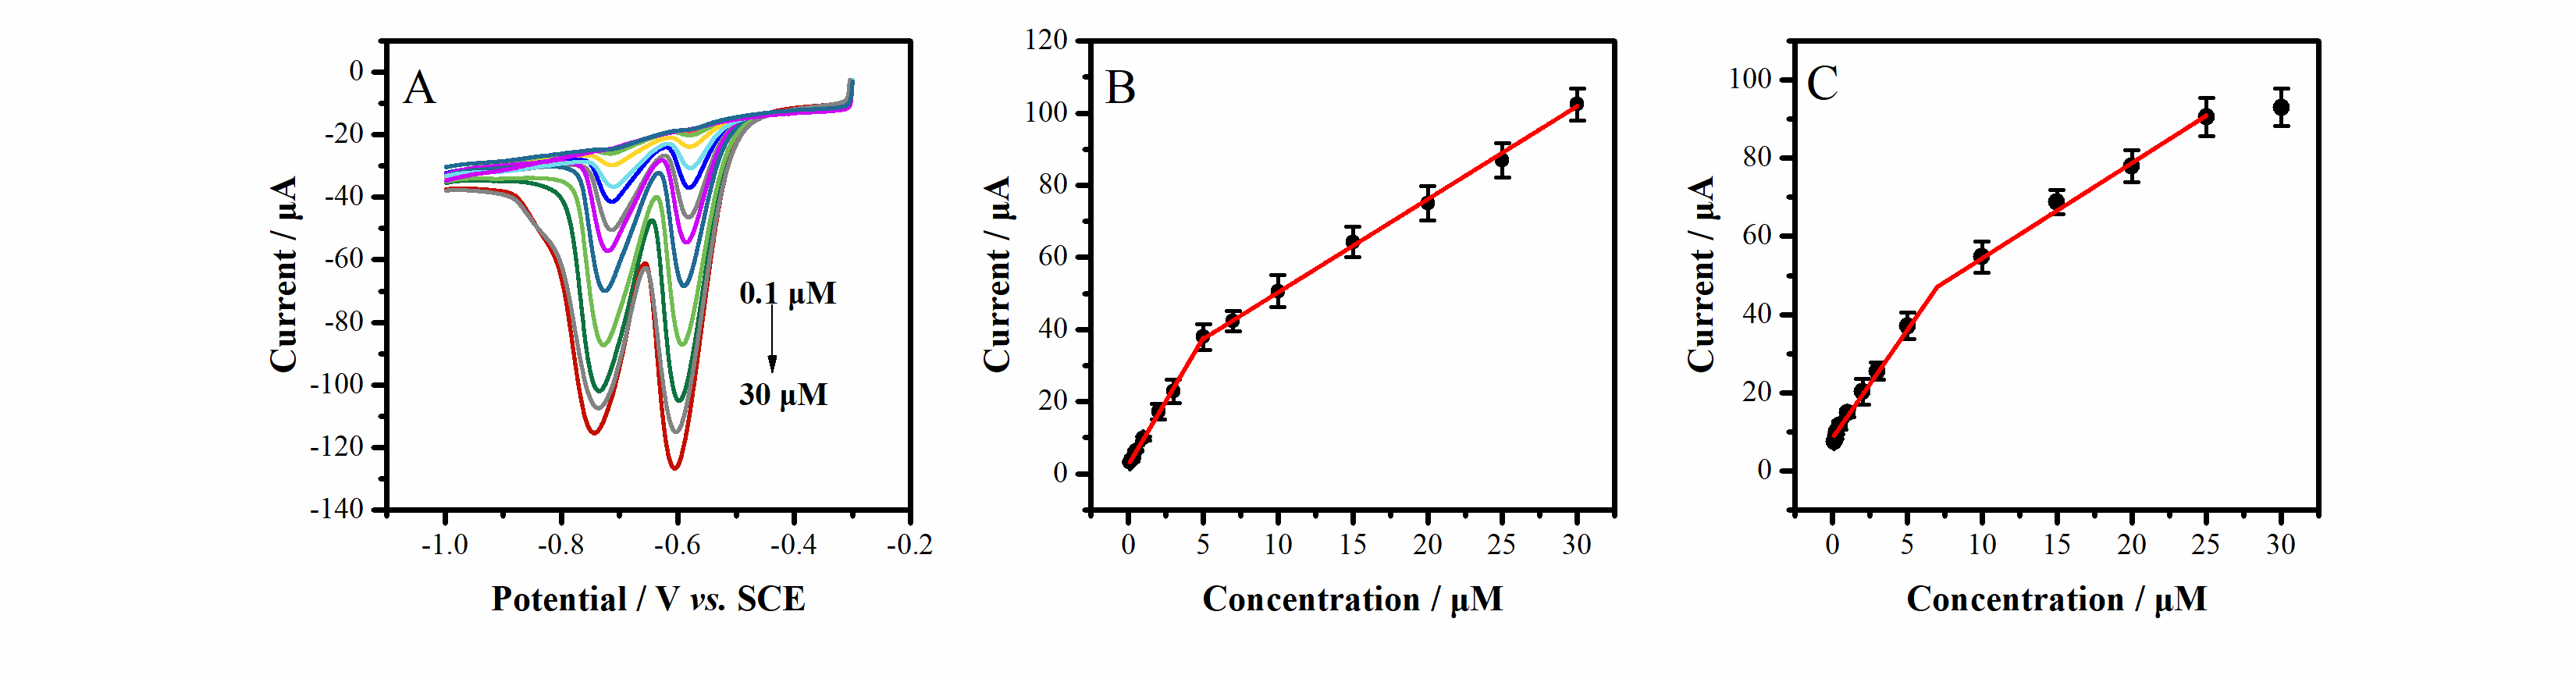 A
0
-20
-40
-60
-80
-100
-120
-140
-1.0 -0.8 -0.6 -0.4 -0.2
Current / μA
Potential / V vs. SCE
0.1 μM
30 μM
B
120
100
80
60
40
20
0
0 5 10 15 20 25 30
Current / μA
Concentration / μM
C
100
80
60
40
20
0
0 5 10 15 20 25 30
Current / μA
Concentration / μM